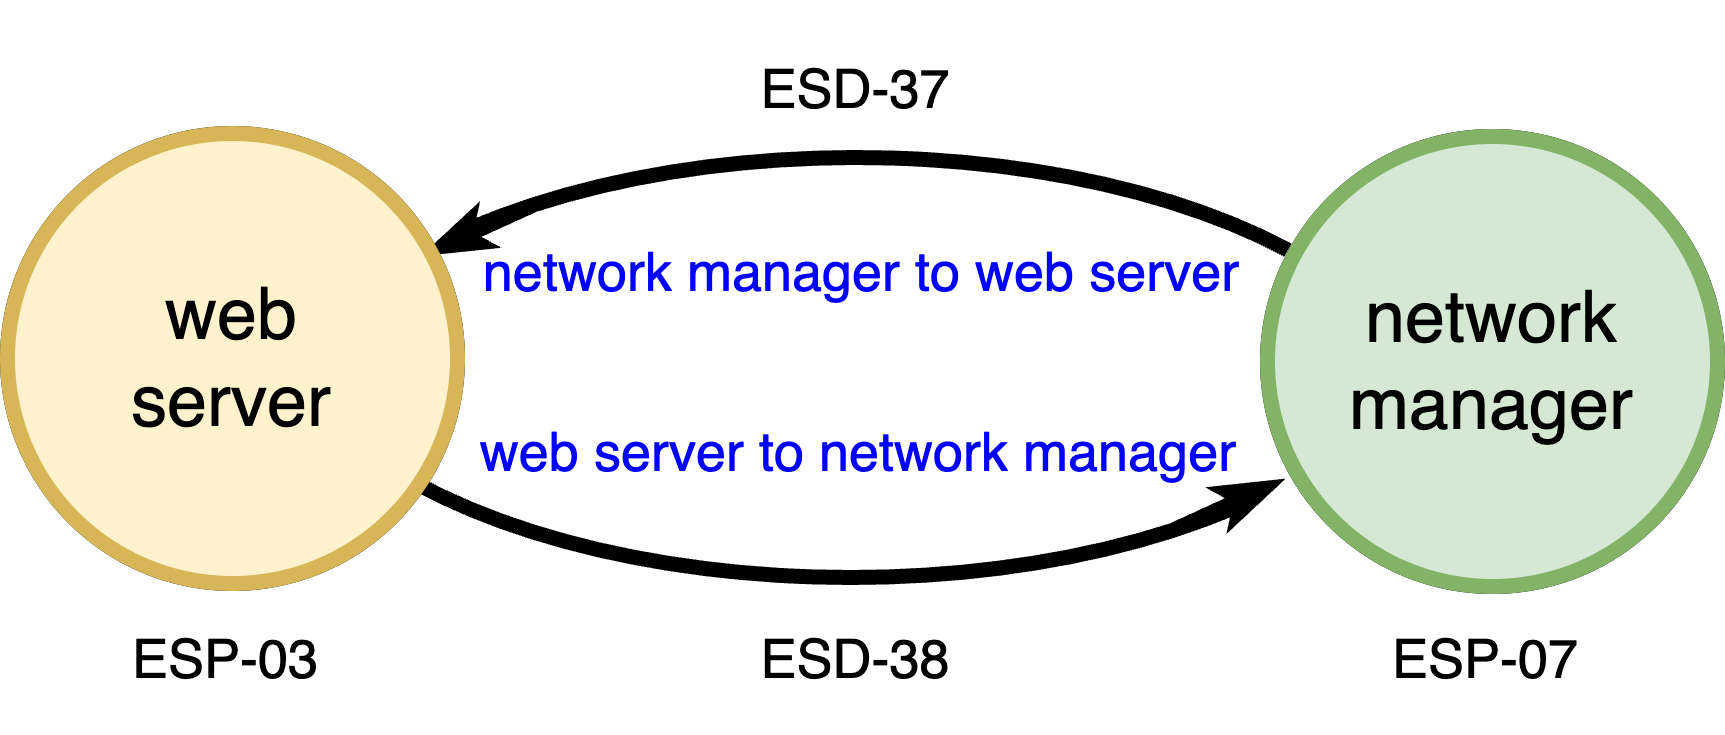 ESD-37
network manager to web server
web
server
network
manager
web server to network manager
ESP-03
ESD-38
ESP-07